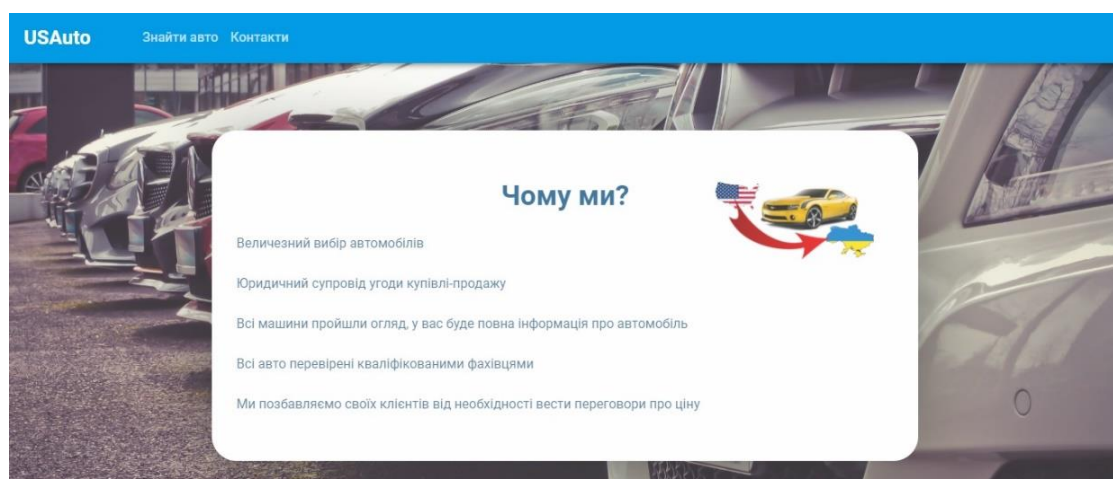 USAuto Знайти авто Контакти
Чому ми?
Величезний вибір автомобілів
Юридичний супровід угоди купівлі-продажу
Всі машини пройшли огляд, у вас буде повна інформація про автомобіль
Всі авто перевірені кваліфікованими фахівцями
Ми позбавляємо своїх клієнтів від необхідності вести переговори про ціну